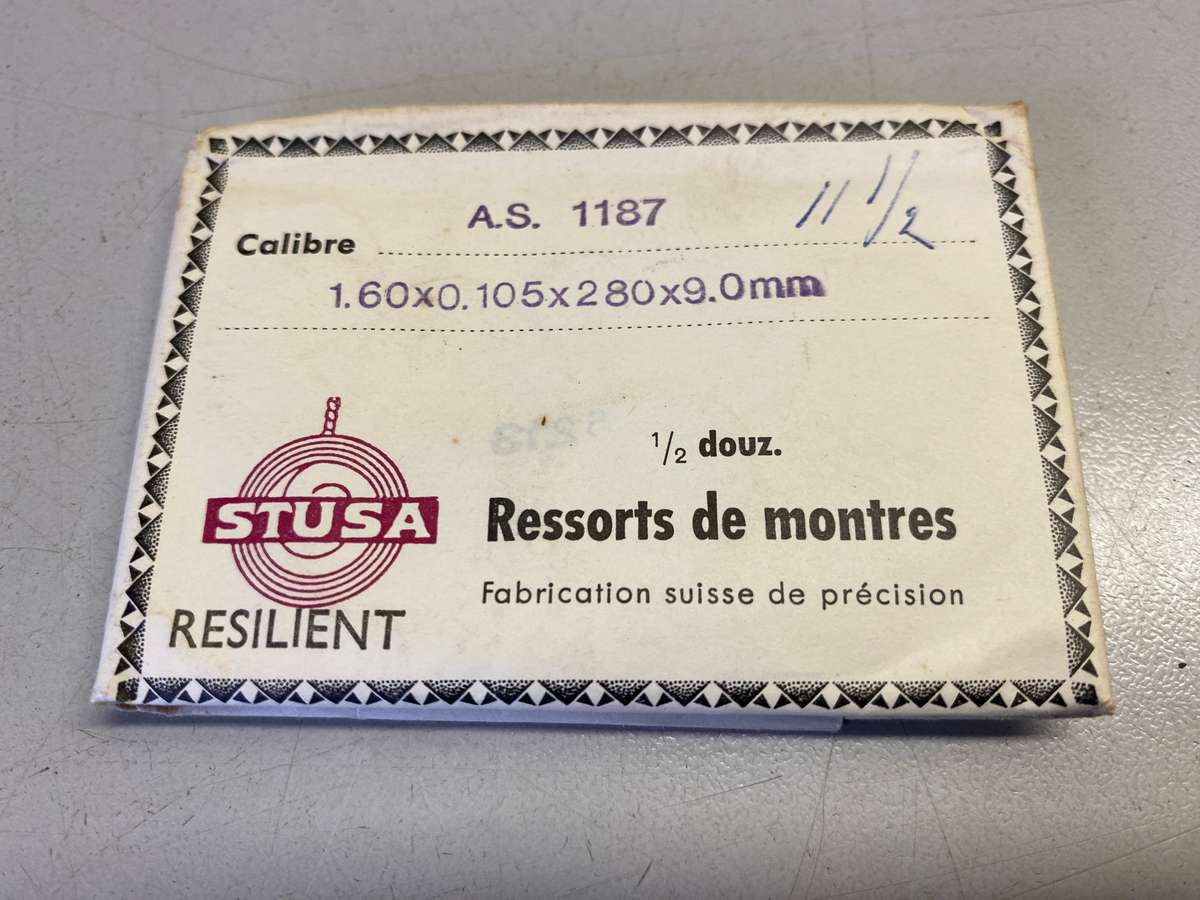 A.S. 1187 11 1/2
Calibre
1.60x0.105x280x9.0mm
1/2 douz.
STUSA
Ressorts de montres
Fabrication suisse de précision
RESILIENT